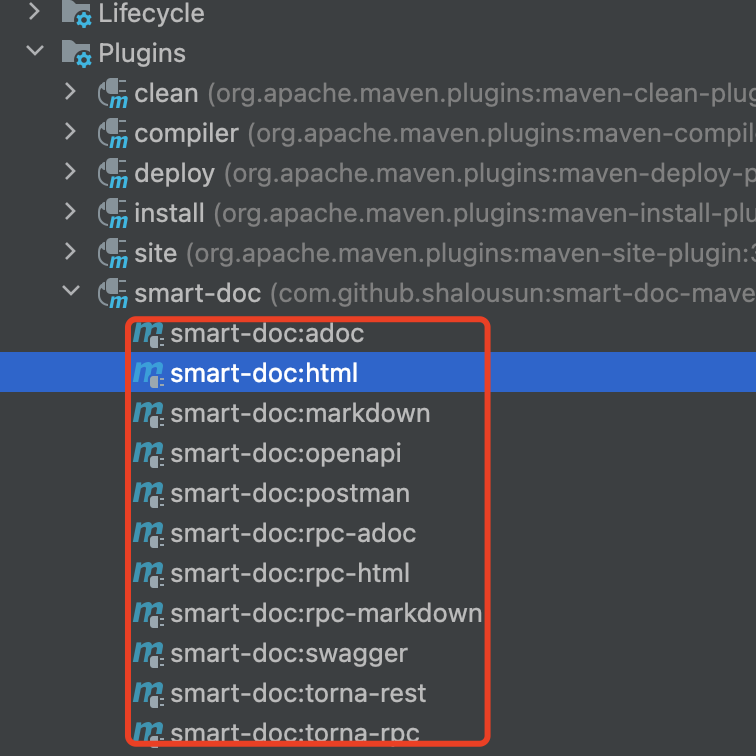 Lifecycle
Plugins
clean (org.apache.maven.plugins:maven-clean-plug
compiler (org.apache.maven.plugins:maven-compil
deploy (org.apache.maven.plugins:maven-deploy-p
install (org.apache.maven.plugins:maven-install-plu
site (org.apache.maven.plugins:maven-site-plugin:3
smart-doc (com.github.shalousun:smart-doc-mave
smart-doc:adoc
smart-doc:html
smart-doc:markdown
smart-doc:openapi
smart-doc:postman
smart-doc:rpc-adoc
smart-doc:rpc-html
smart-doc:rpc-markdown
smart-doc:swagger
smart-doc:torna-rest
smart-doc:torna-rpc